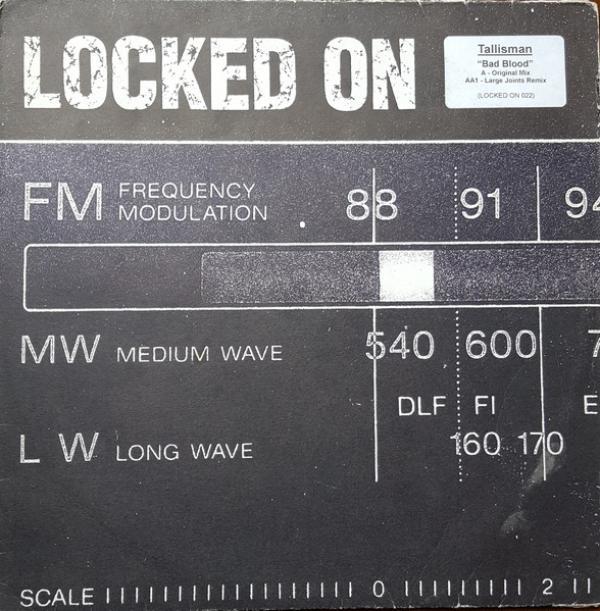 LOCKED ON
Tallisman
"Bad Blood"
A - Original Mix
AA1 - Large Joints Remix
(LOCKED ON 022)
FM FREQUENCY MODULATION 88 91 94
MW MEDIUM WAVE 540 600 7
DLF FI E
L W LONG WAVE 160 170
SCALE 0 2